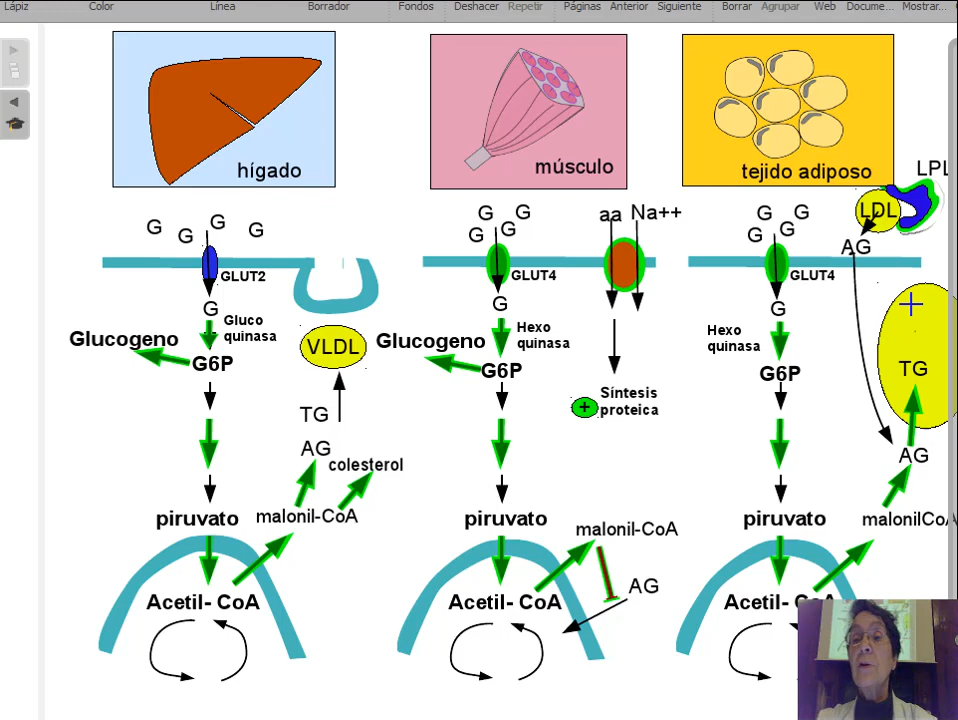 Lápiz Color Línea Borrador Fondos Deshacer Repetir Páginas Anterior Siguiente Borrar Agrupar Web Docume... Mostrar...
hígado
músculo
tejido adiposo
LPL
G G G G
GLUT2
G
Gluco
quinasa
Glucogeno
G6P
VLDL
TG
AG
colesterol
piruvato
malonil-CoA
Acetil- CoA
G G G G
aa Na++
GLUT4
G
Hexo
quinasa
Glucogeno
G6P
+
Síntesis
proteica
piruvato
malonil-CoA
AG
Acetil- CoA
G G G G
LDL
AG
GLUT4
G
Hexo
quinasa
G6P
TG
AG
piruvato
malonilCoA
Acetil- CoA